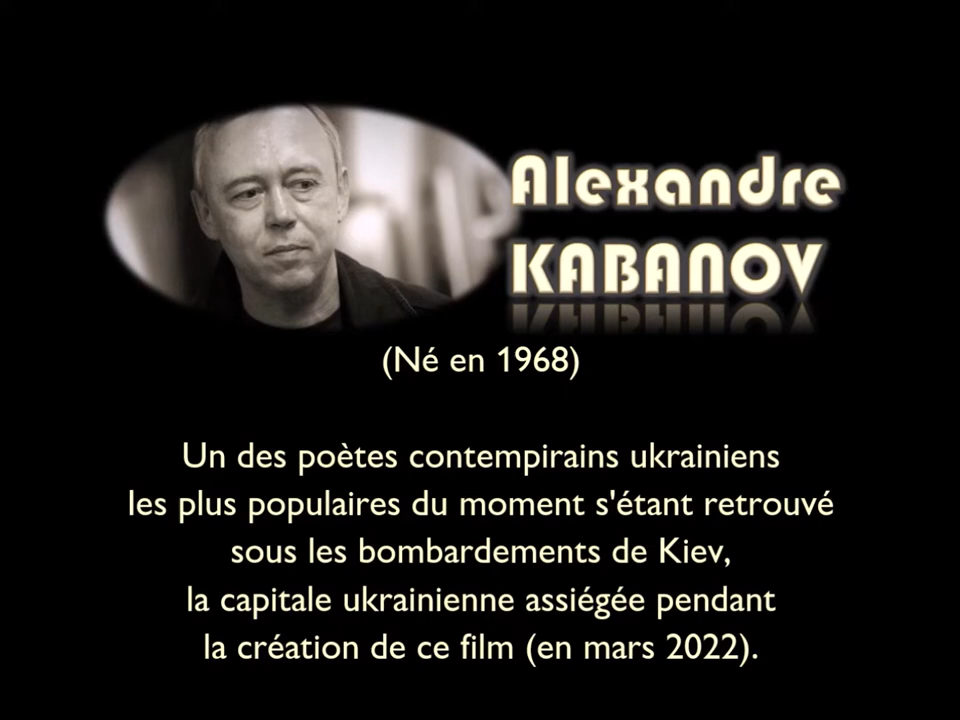 Alexandre
KABANOV
(Né en 1968)
Un des poètes contempirains ukrainiens
les plus populaires du moment s'étant retrouvé
sous les bombardements de Kiev,
la capitale ukrainienne assiégée pendant
la création de ce film (en mars 2022).